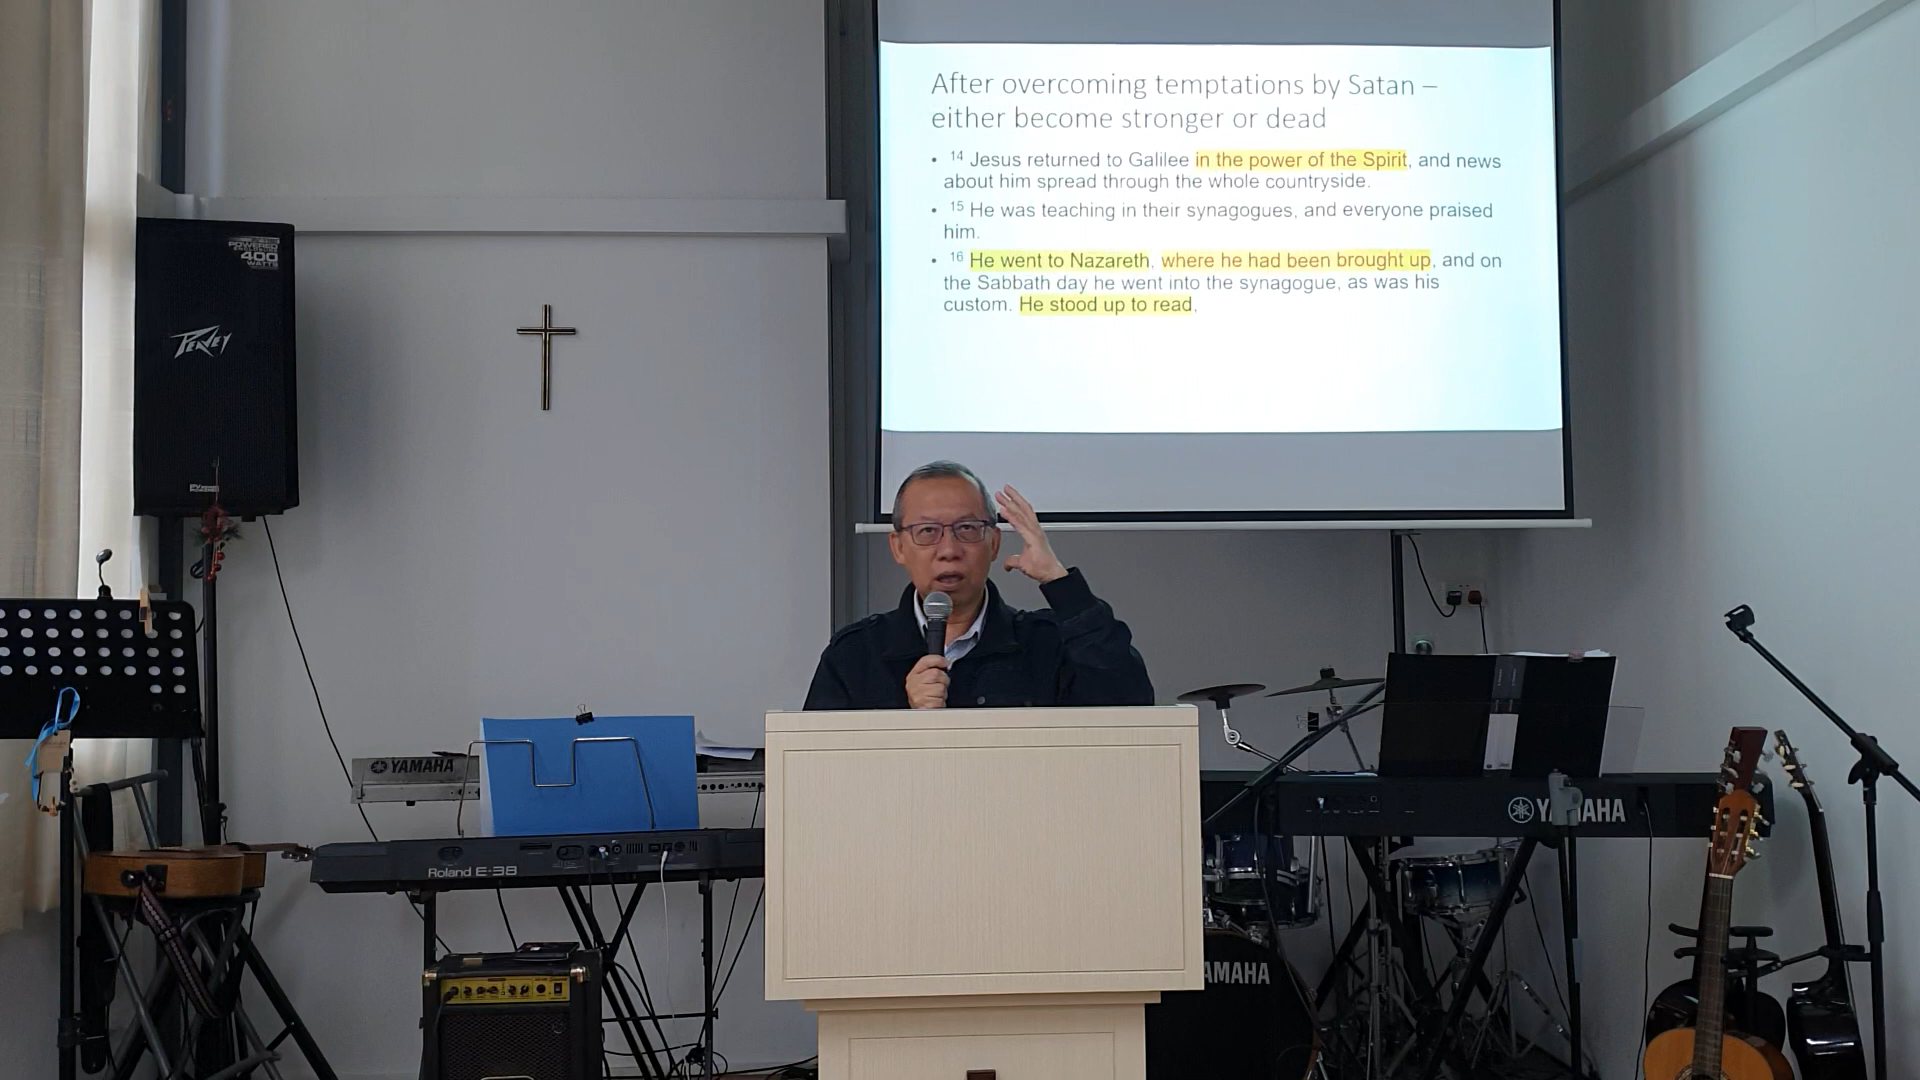 After overcoming temptations by Satan –
either become stronger or dead
• 14 Jesus returned to Galilee in the power of the Spirit, and news
about him spread through the whole countryside.
• 15 He was teaching in their synagogues, and everyone praised
him.
• 16 He went to Nazareth, where he had been brought up, and on
the Sabbath day he went into the synagogue, as was his
custom. He stood up to read,
POWERED
400
WATTS
PEAVEY
YAMAHA
Roland E-38
YAMAHA
AMAHA